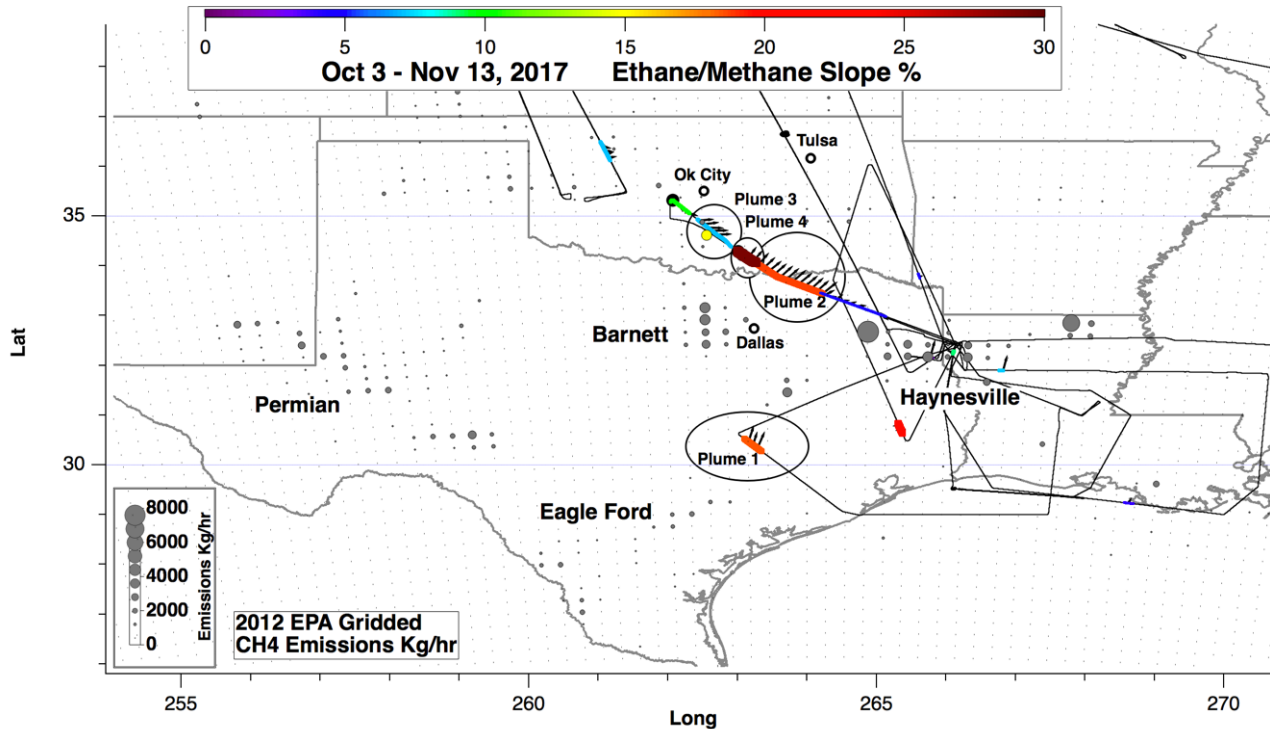 0 5 10 15 20 25 30
Oct 3 - Nov 13, 2017 Ethane/Methane Slope %
Tulsa
Ok City
Plume 3
35
Plume 4
Plume 2
Barnett
Dallas
Lat
Permian
Haynesville
30
Plume 1
Eagle Ford
8000
6000
4000
2000
0
Emissions Kg/hr
2012 EPA Gridded
CH4 Emissions Kg/hr
255 260 265 270
Long